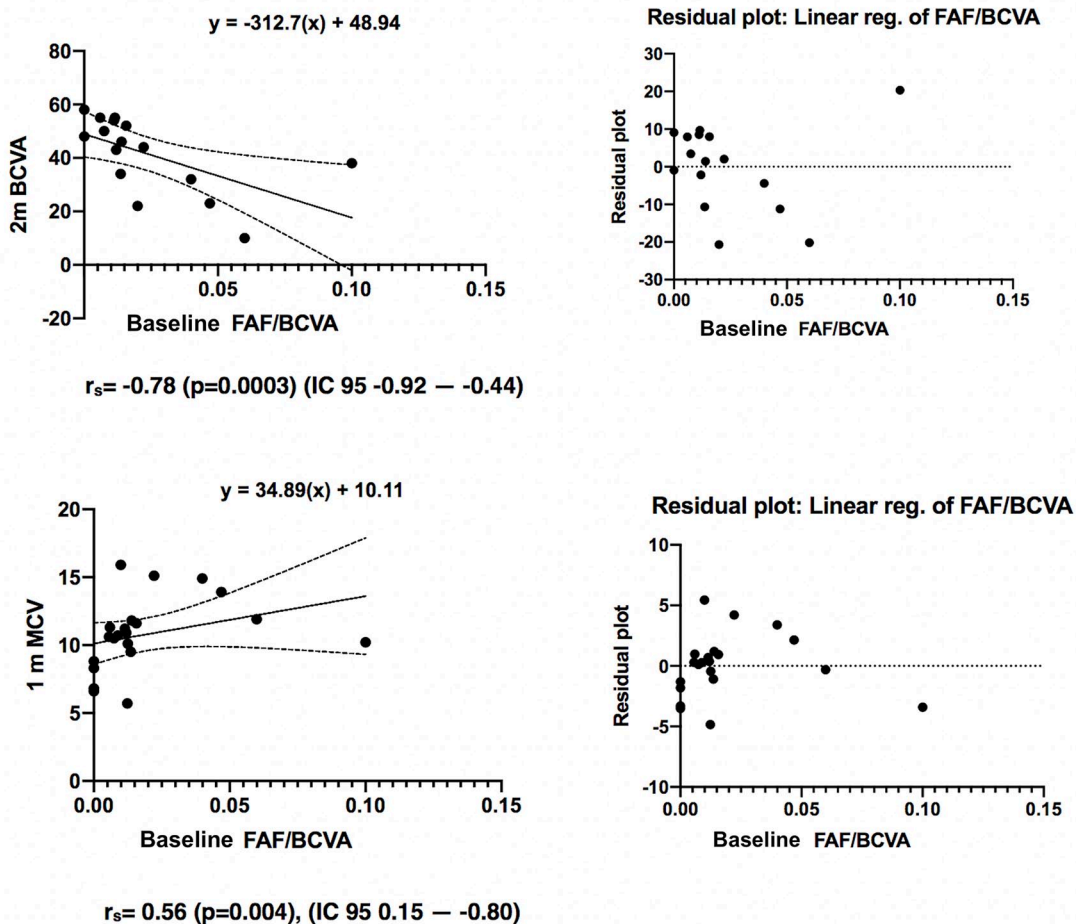 y = -312.7(x) + 48.94
80
60
40
20
0
-20
0.05
0.10
0.15
2m BCVA
Baseline FAF/BCVA
rs= -0.78 (p=0.0003) (IC 95 -0.92 — -0.44)
Residual plot: Linear reg. of FAF/BCVA
30
20
10
0
-10
-20
-30
0.00
0.05
0.10
0.15
Residual plot
Baseline FAF/BCVA
y = 34.89(x) + 10.11
20
15
10
5
0
0.00
0.05
0.10
0.15
1 m MCV
Baseline FAF/BCVA
rs= 0.56 (p=0.004), (IC 95 0.15 — -0.80)
Residual plot: Linear reg. of FAF/BCVA
10
5
0
-5
-10
0.00
0.05
0.10
0.15
Residual plot
Baseline FAF/BCVA